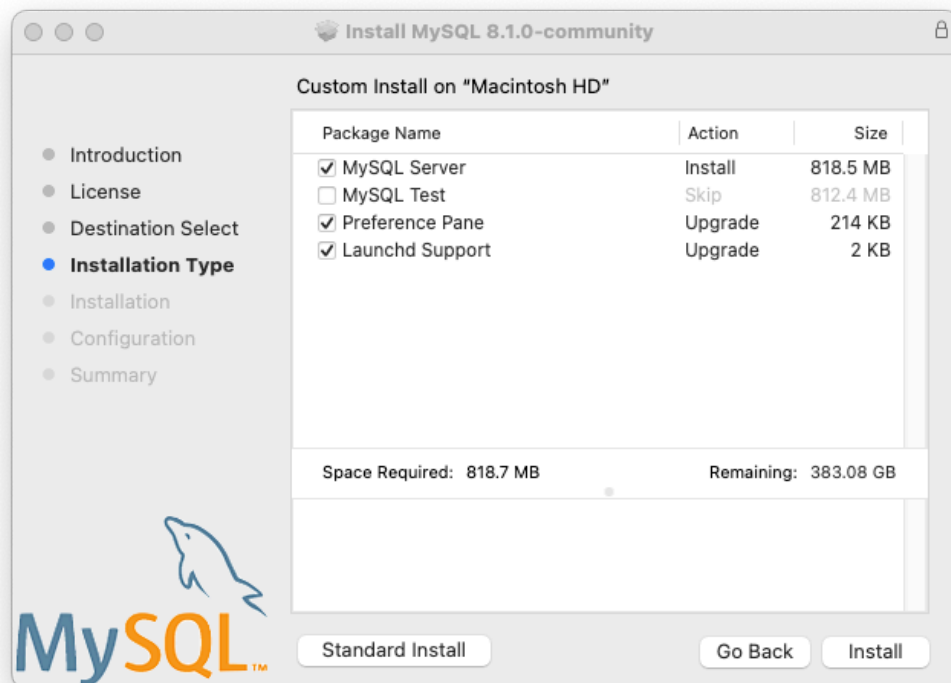 Install MySQL 8.1.0-community
Custom Install on “Macintosh HD”
Introduction
License
Destination Select
Installation Type
Installation
Configuration
Summary
Package Name Action Size
MySQL Server Install 818.5 MB
MySQL Test Skip 812.4 MB
Preference Pane Upgrade 214 KB
Launchd Support Upgrade 2 KB
Space Required: 818.7 MB Remaining: 383.08 GB
MySQL™
Standard Install Go Back Install